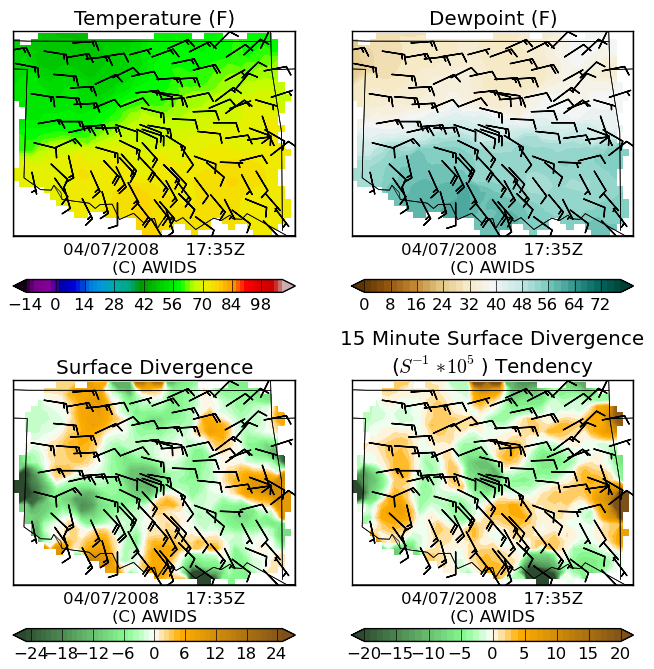 Temperature (F)
Dewpoint (F)
04/07/2008 17:35Z
(C) AWIDS
04/07/2008 17:35Z
(C) AWIDS
−14 0 14 28 42 56 70 84 98
0 8 16 24 32 40 48 56 64 72
15 Minute Surface Divergence
Surface Divergence
(S⁻¹ *10⁵ ) Tendency
04/07/2008 17:35Z
(C) AWIDS
04/07/2008 17:35Z
(C) AWIDS
−24 −18 −12 −6 0 6 12 18 24
−20 −15 −10 −5 0 5 10 15 20